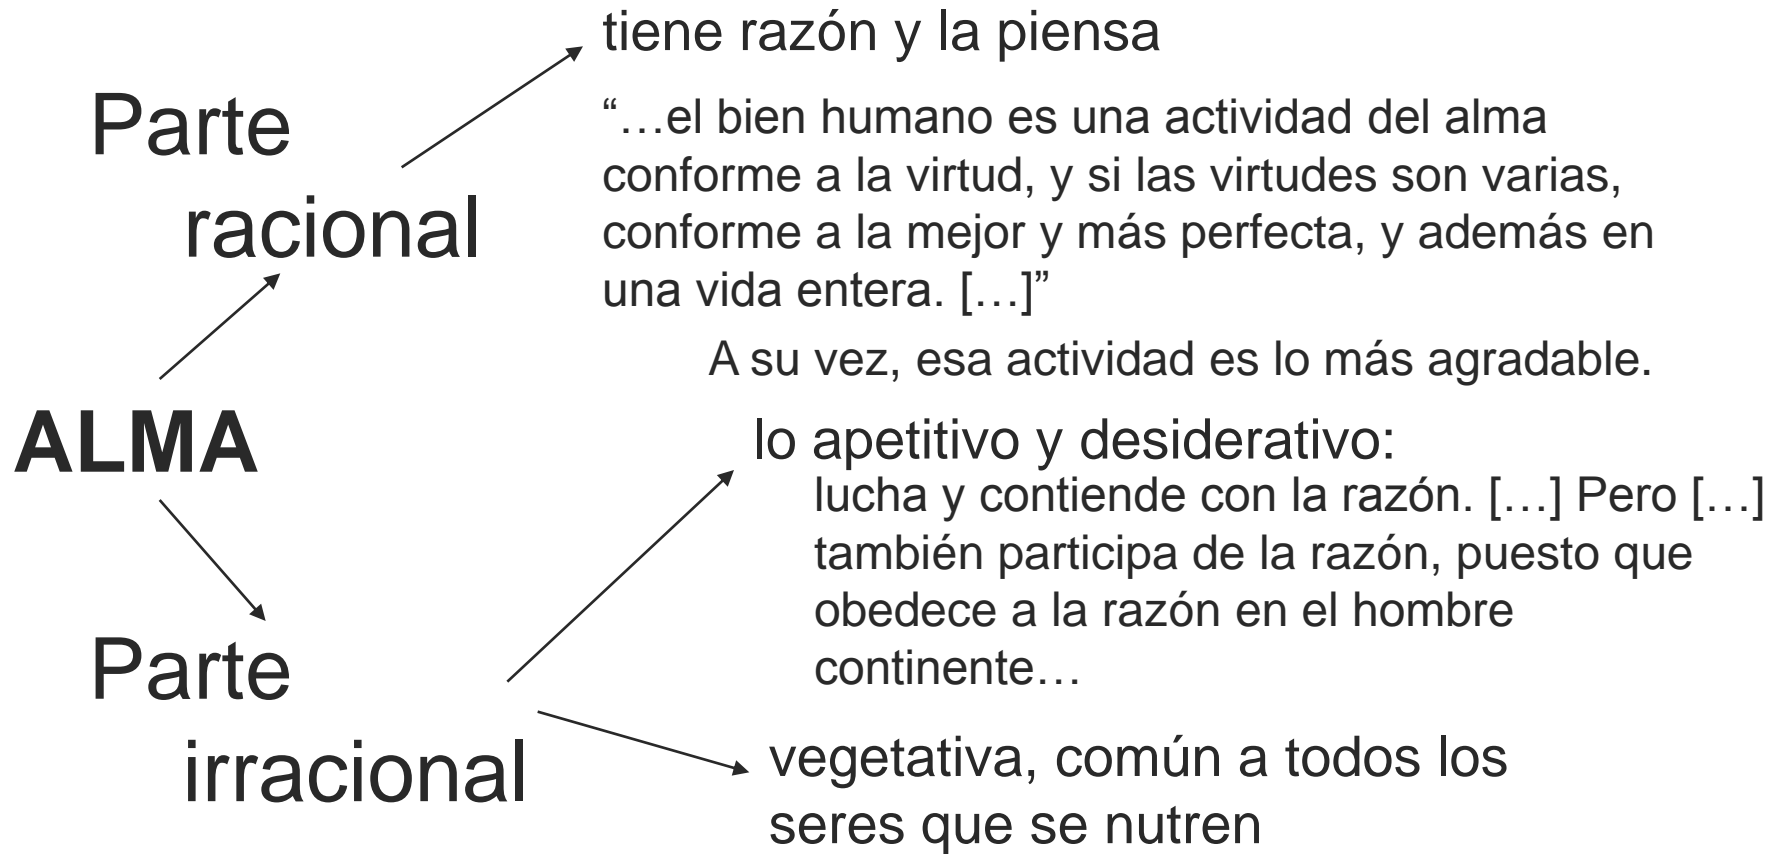 tiene razón y la piensa
Parte
racional
“…el bien humano es una actividad del alma
conforme a la virtud, y si las virtudes son varias,
conforme a la mejor y más perfecta, y además en
una vida entera. […]”
A su vez, esa actividad es lo más agradable.
ALMA
lo apetitivo y desiderativo:
lucha y contiende con la razón. […] Pero […]
también participa de la razón, puesto que
obedece a la razón en el hombre
continente…
Parte
irracional
vegetativa, común a todos los
seres que se nutren